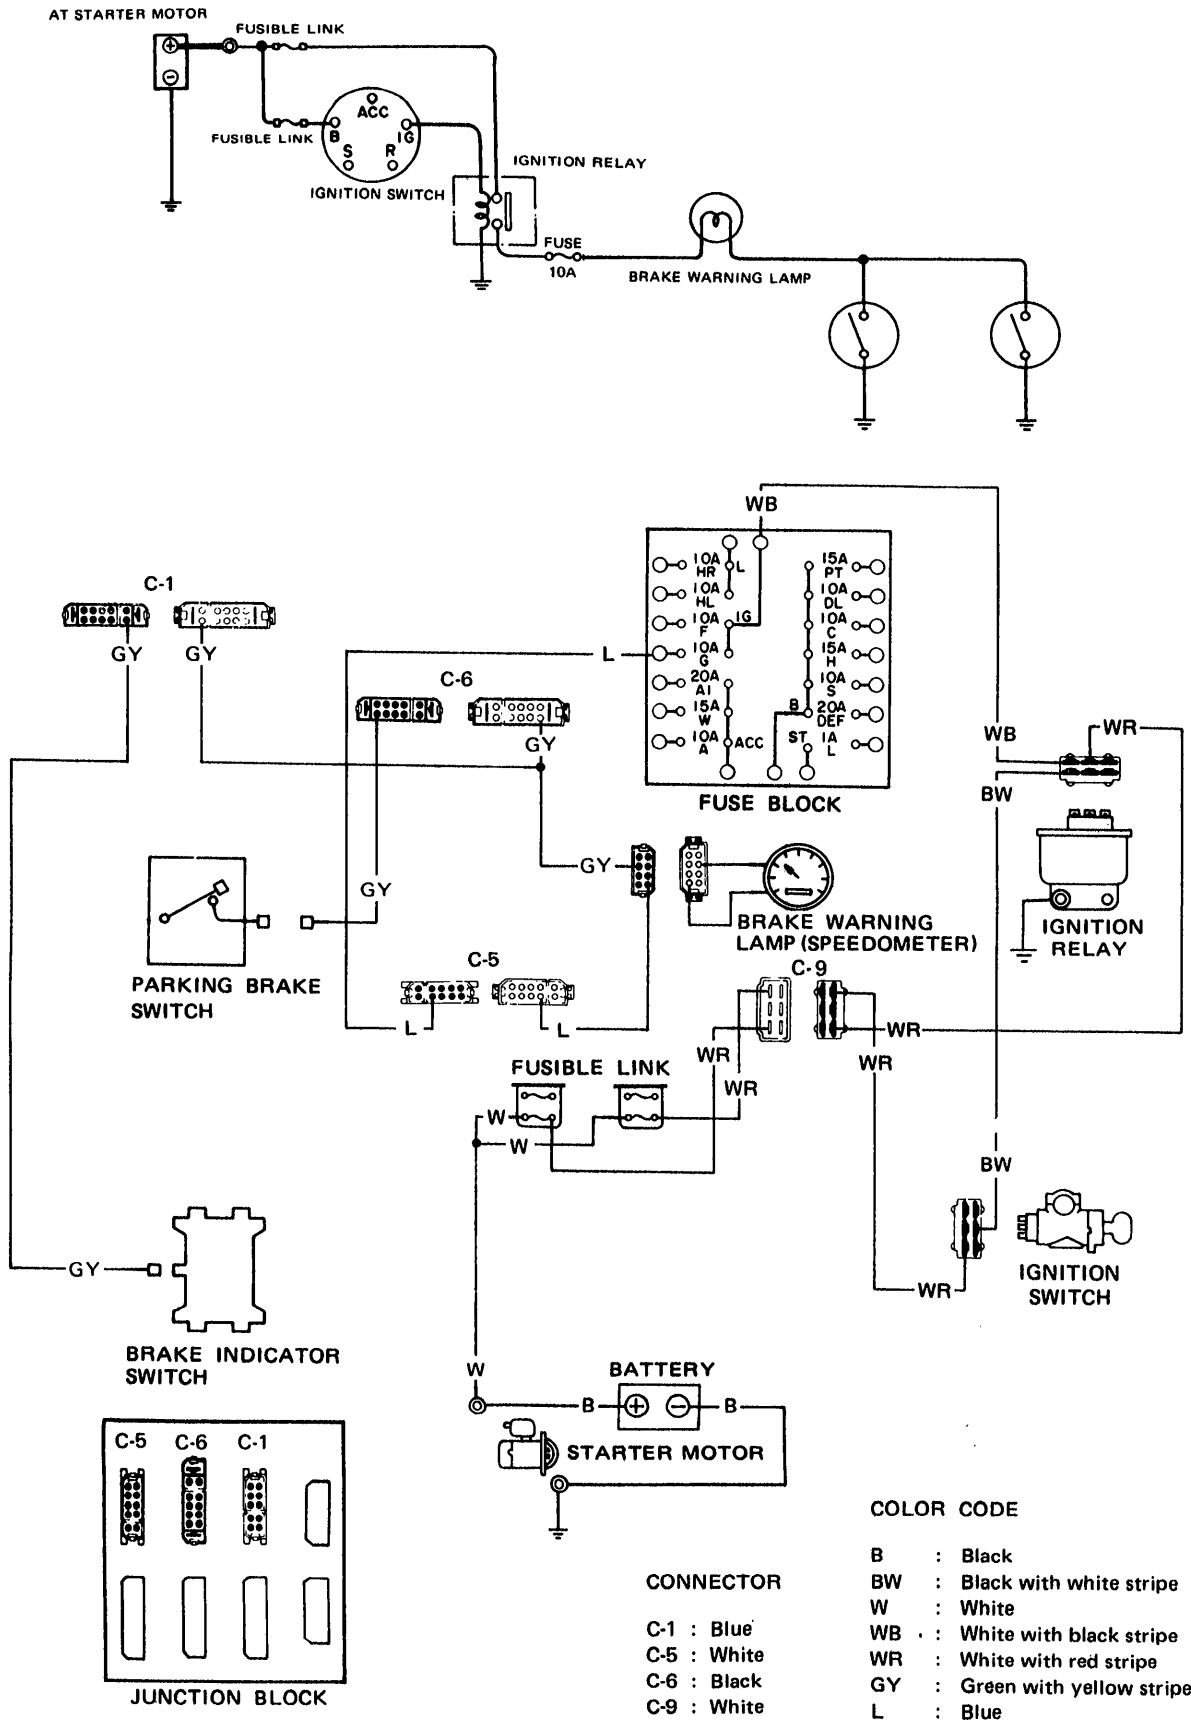 AT STARTER MOTOR
FUSIBLE LINK
FUSIBLE LINK
ACC
B
IG
S
R
IGNITION SWITCH
IGNITION RELAY
FUSE
10A
BRAKE WARNING LAMP
WB
C-1
GY
GY
10A
HR
L
10A
HL
10A
F
IG
10A
G
20A
AI
15A
W
10A
A
ACC
15A
PT
10A
DL
10A
C
15A
H
10A
S
B
20A
DEF
ST
1A
L
FUSE BLOCK
L
C-6
GY
WB
WR
BW
GY
GY
PARKING BRAKE
SWITCH
BRAKE WARNING
LAMP (SPEEDOMETER)
IGNITION
RELAY
C-5
L
L
C-9
WR
WR
WR
WR
FUSIBLE LINK
W
W
BW
IGNITION
SWITCH
WR
GY
BRAKE INDICATOR
SWITCH
W
BATTERY
B
B
STARTER MOTOR
C-5
C-6
C-1
JUNCTION BLOCK
CONNECTOR
C-1 : Blue
C-5 : White
C-6 : Black
C-9 : White
COLOR CODE
B : Black
BW : Black with white stripe
W : White
WB : White with black stripe
WR : White with red stripe
GY : Green with yellow stripe
L : Blue